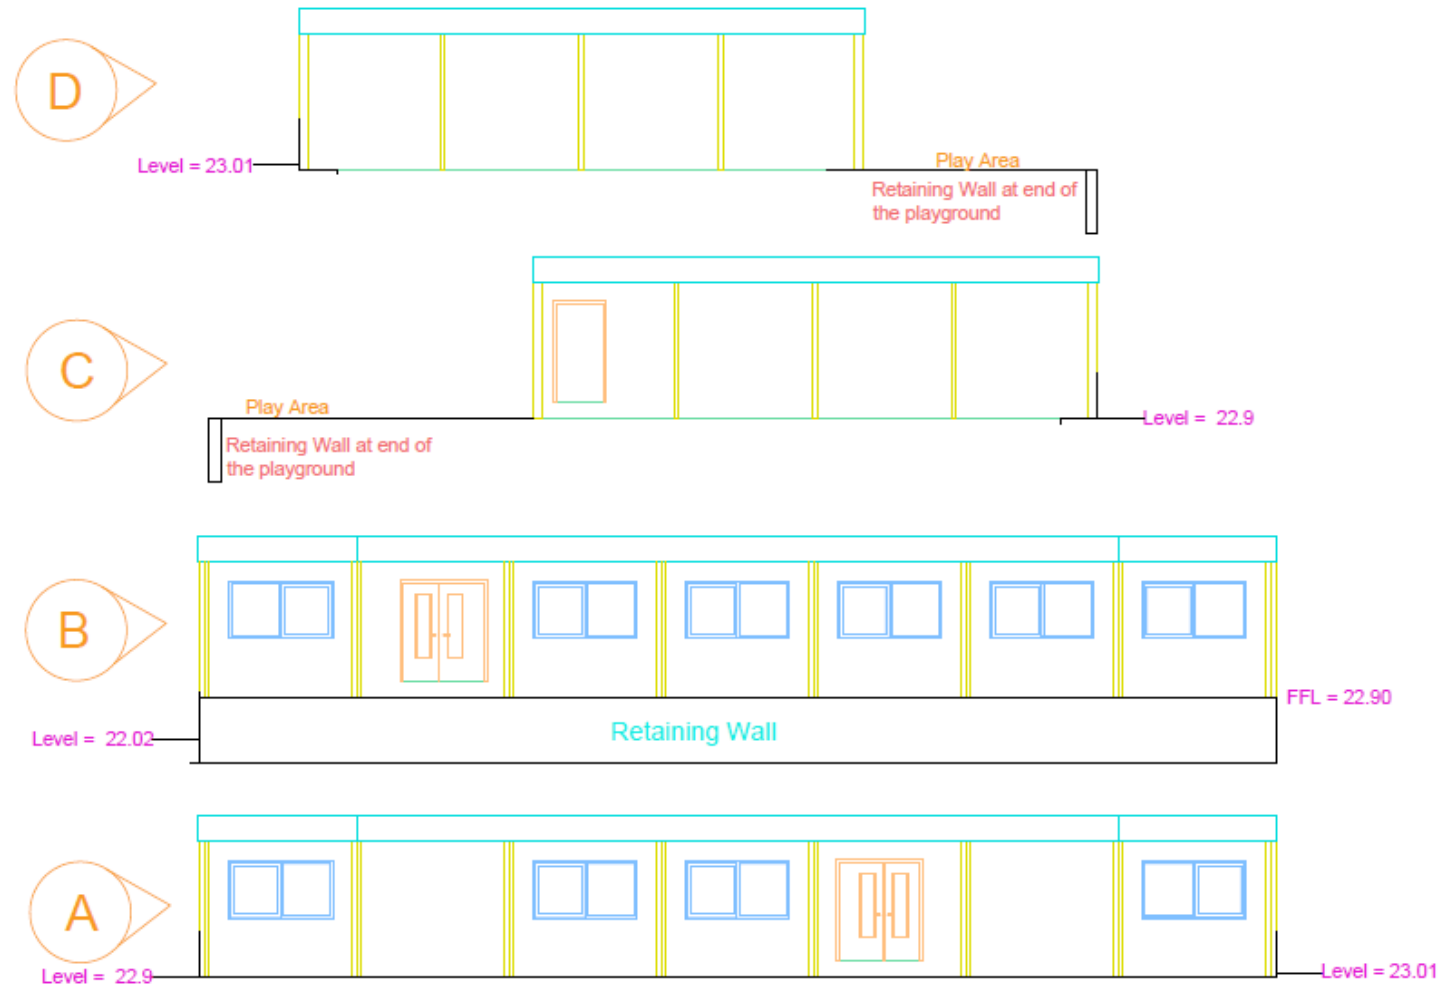 D
Level = 23.01
Play Area
Retaining Wall at end of
the playground
C
Play Area
Level = 22.9
Retaining Wall at end of
the playground
B
FFL = 22.90
Retaining Wall
Level = 22.02
A
Level = 22.9
Level = 23.01